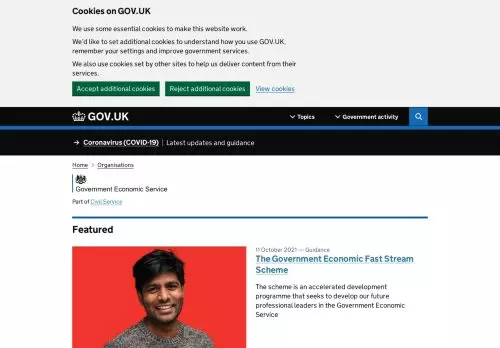 Cookies on GOV.UK
We use some essential cookies to make this website work.
We'd like to set additional cookies to understand how you use GOV.UK,
remember your settings and improve government services.
We also use cookies set by other sites to help us deliver content from their
services.
Accept additional cookies
Reject additional cookies
View cookies
GOV.UK
Topics
Government activity
→ Coronavirus (COVID-19) | Latest updates and guidance
Home > Organisations
Government Economic Service
Part of Civil Service
Featured
11 October 2021 — Guidance
The Government Economic Fast Stream
Scheme
The scheme is an accelerated development
programme that seeks to develop our future
professional leaders in the Government Economic
Service